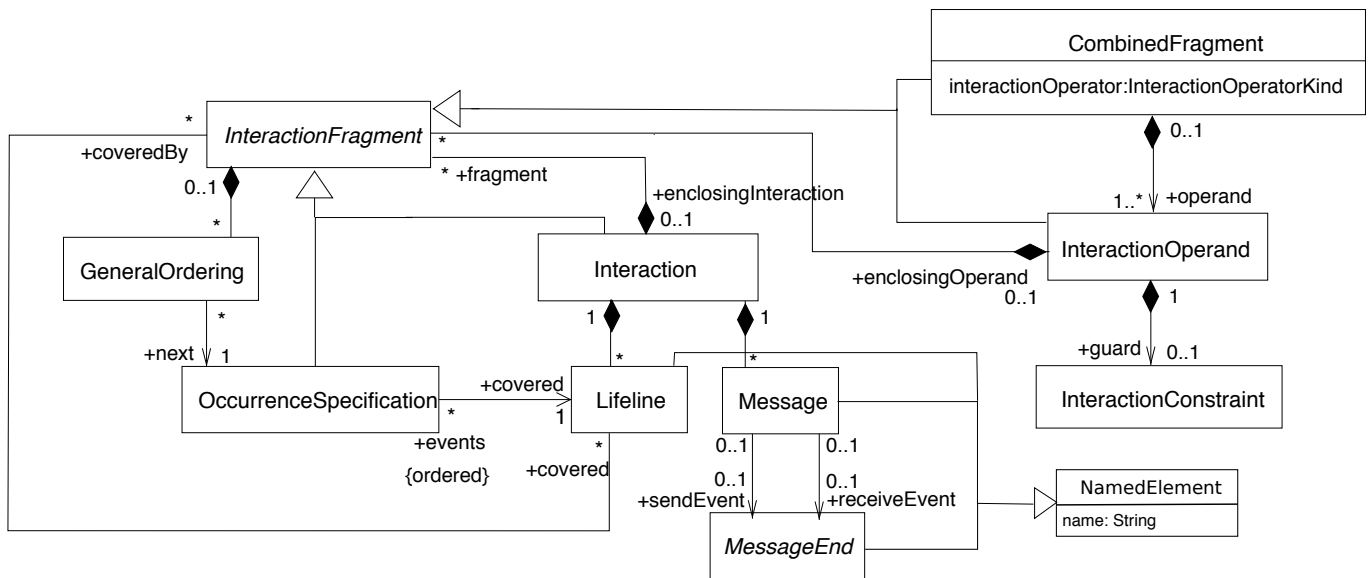 CombinedFragment
interactionOperator:InteractionOperatorKind
*
InteractionFragment
*
0..1
+coveredBy
*
+fragment
0..1
+enclosingInteraction
1..*
+operand
*
0..1
GeneralOrdering
Interaction
InteractionOperand
+enclosingOperand
0..1
*
1
1
1
+next
1
*
*
+guard
0..1
OccurrenceSpecification
+covered
Lifeline
Message
InteractionConstraint
*
1
+events
*
0..1
0..1
{ordered}
+covered
0..1
0..1
+sendEvent
+receiveEvent
NamedElement
name: String
MessageEnd